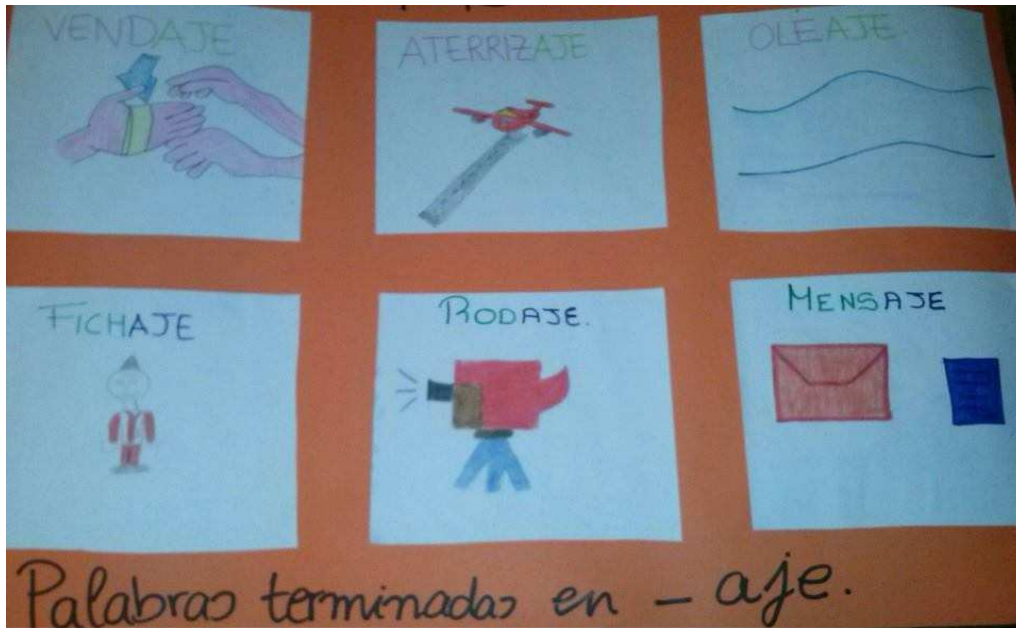 VENDAJE
ATERRIZAJE
OLEAJE
FICHAJE
RODAJE.
MENSAJE
Palabras terminadas en - aje.